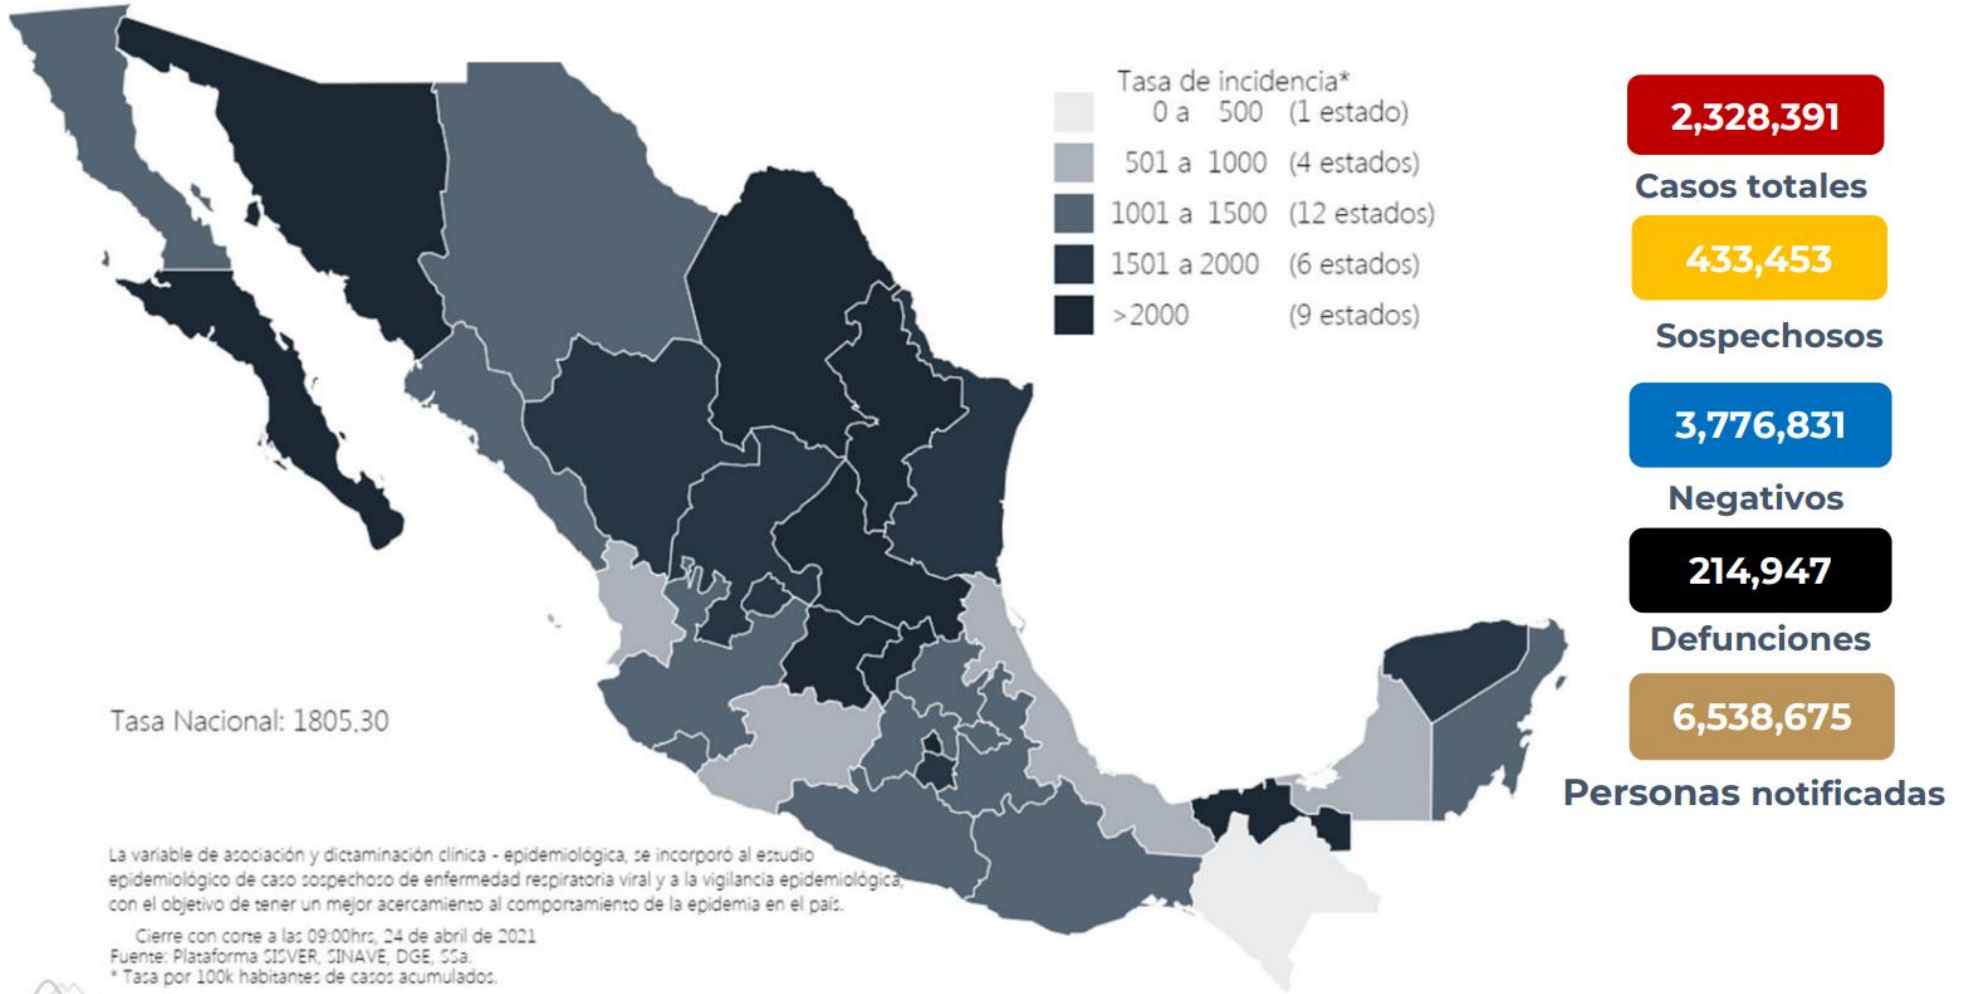 Tasa de incidencia*
0 a 500 (1 estado)
501 a 1000 (4 estados)
1001 a 1500 (12 estados)
1501 a 2000 (6 estados)
>2000 (9 estados)
2,328,391
Casos totales
433,453
Sospechosos
3,776,831
Negativos
214,947
Defunciones
6,538,675
Personas notificadas
Tasa Nacional: 1805.30
La variable de asociación y dictaminación clínica - epidemiológica, se incorporó al estudio
epidemiológico de caso sospechoso de enfermedad respiratoria viral y a la vigilancia epidemiológica,
con el objetivo de tener un mejor acercamiento al comportamiento de la epidemia en el país.
Cierre con corte a las 09:00hrs, 24 de abril de 2021
Fuente: Plataforma SISVER, SINAVE, DGE, SSa.
* Tasa por 100k habitantes de casos acumulados.